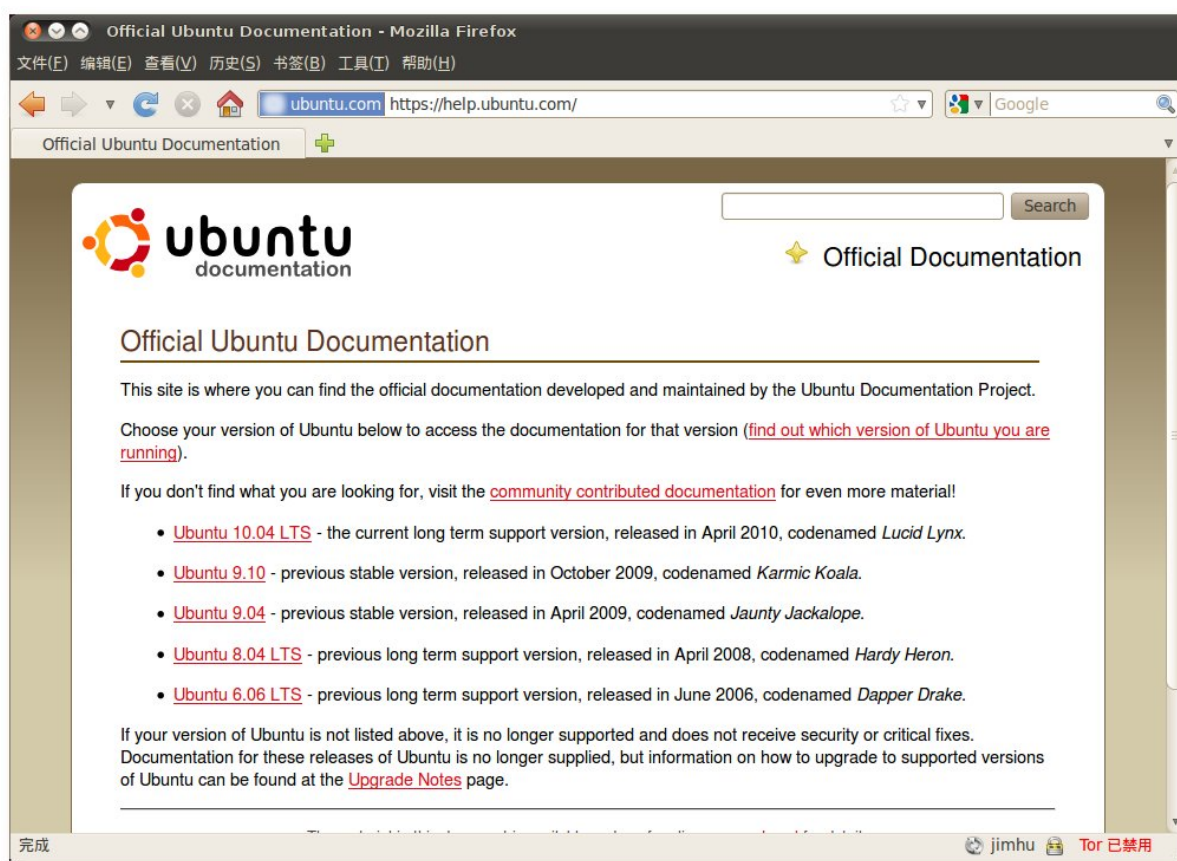 Official Ubuntu Documentation - Mozilla Firefox
文件(F) 编辑(E) 查看(V) 历史(S) 书签(B) 工具(T) 帮助(H)
ubuntu.com https://help.ubuntu.com/
Google
Official Ubuntu Documentation
Search
ubuntu
documentation
Official Documentation
Official Ubuntu Documentation
This site is where you can find the official documentation developed and maintained by the Ubuntu Documentation Project.
Choose your version of Ubuntu below to access the documentation for that version (find out which version of Ubuntu you are
running).
If you don't find what you are looking for, visit the community contributed documentation for even more material!
• Ubuntu 10.04 LTS - the current long term support version, released in April 2010, codenamed Lucid Lynx.
• Ubuntu 9.10 - previous stable version, released in October 2009, codenamed Karmic Koala.
• Ubuntu 9.04 - previous stable version, released in April 2009, codenamed Jaunty Jackalope.
• Ubuntu 8.04 LTS - previous long term support version, released in April 2008, codenamed Hardy Heron.
• Ubuntu 6.06 LTS - previous long term support version, released in June 2006, codenamed Dapper Drake.
If your version of Ubuntu is not listed above, it is no longer supported and does not receive security or critical fixes.
Documentation for these releases of Ubuntu is no longer supplied, but information on how to upgrade to supported versions
of Ubuntu can be found at the Upgrade Notes page.
完成
jimhu
Tor 已禁用